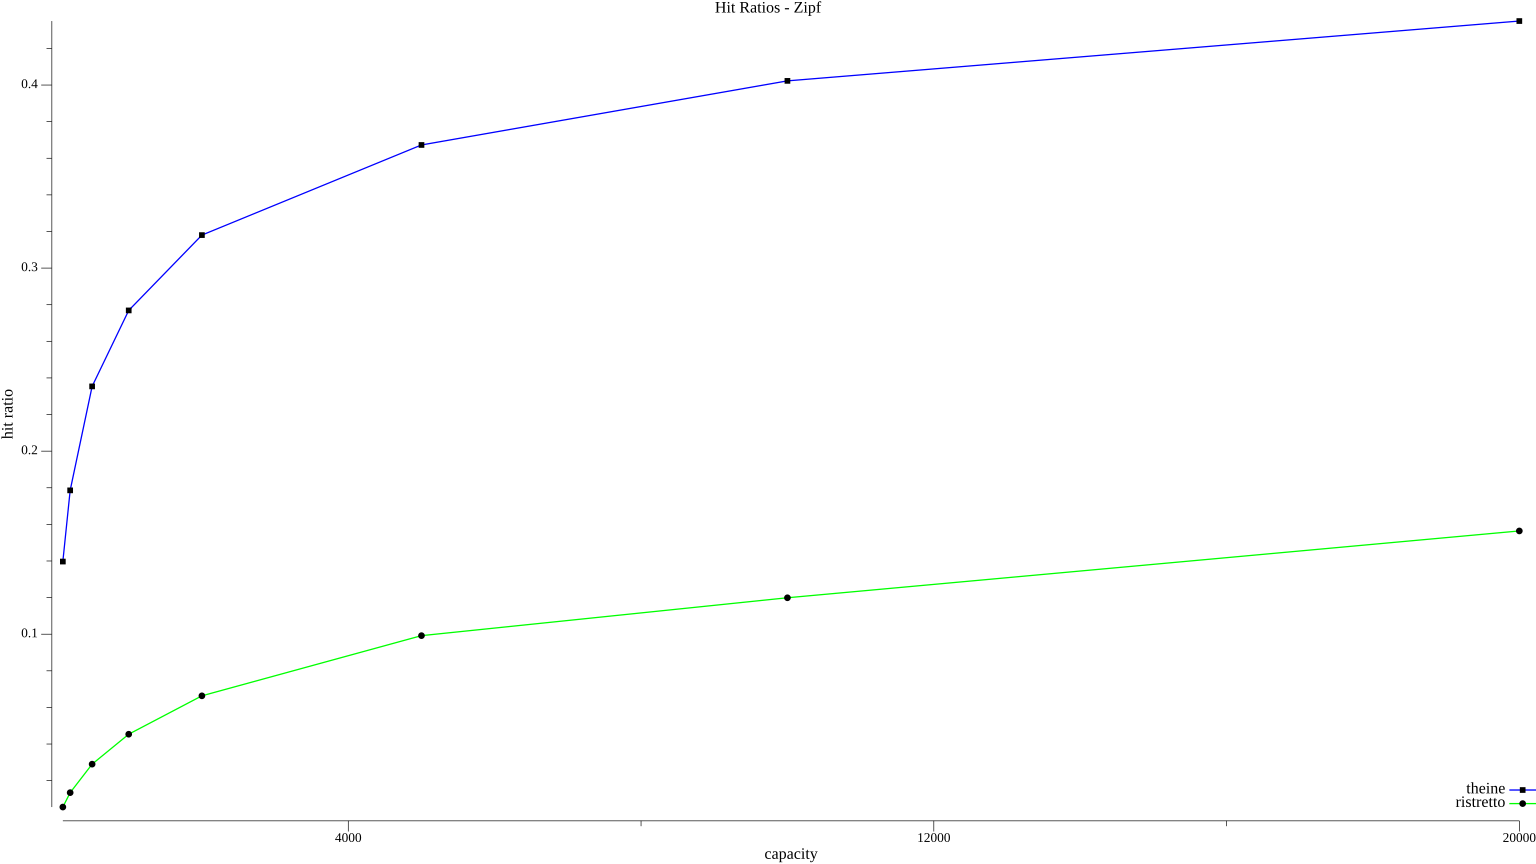 Hit Ratios - Zipf
0.4
0.3
0.2
0.1
hit ratio
theine
ristretto
4000
12000
20000
capacity